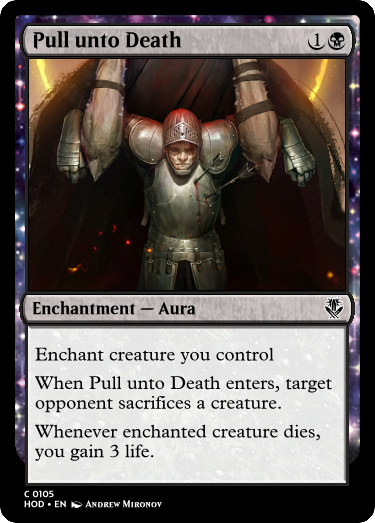 Pull unto Death 1
Enchantment — Aura
Enchant creature you control
When Pull unto Death enters, target
opponent sacrifices a creature.
Whenever enchanted creature dies,
you gain 3 life.
C 0105
HOD • EN Andrew Mironov